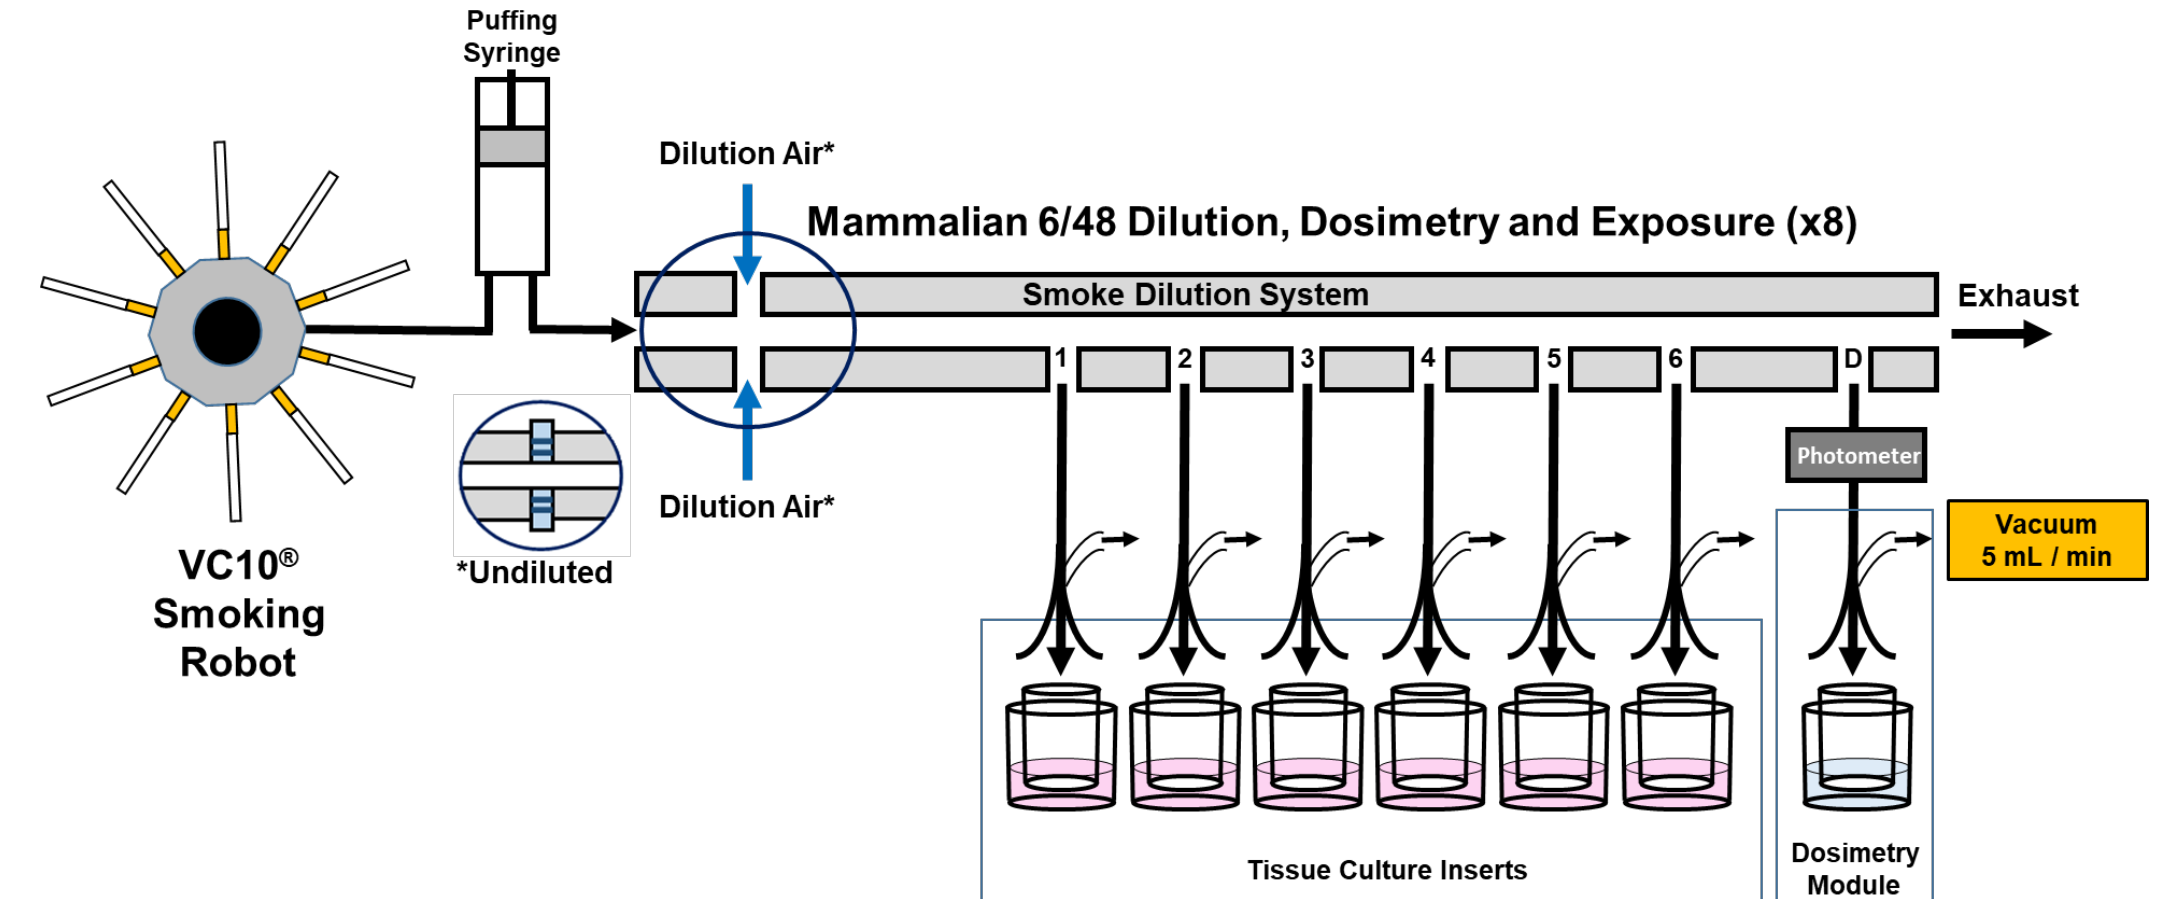 Puffing
Syringe
Dilution Air*
Mammalian 6/48 Dilution, Dosimetry and Exposure (x8)
Smoke Dilution System
Exhaust
1
2
3
4
5
6
D
Photometer
Dilution Air*
*Undiluted
VC10®
Smoking
Robot
Vacuum
5 mL / min
Tissue Culture Inserts
Dosimetry
Module